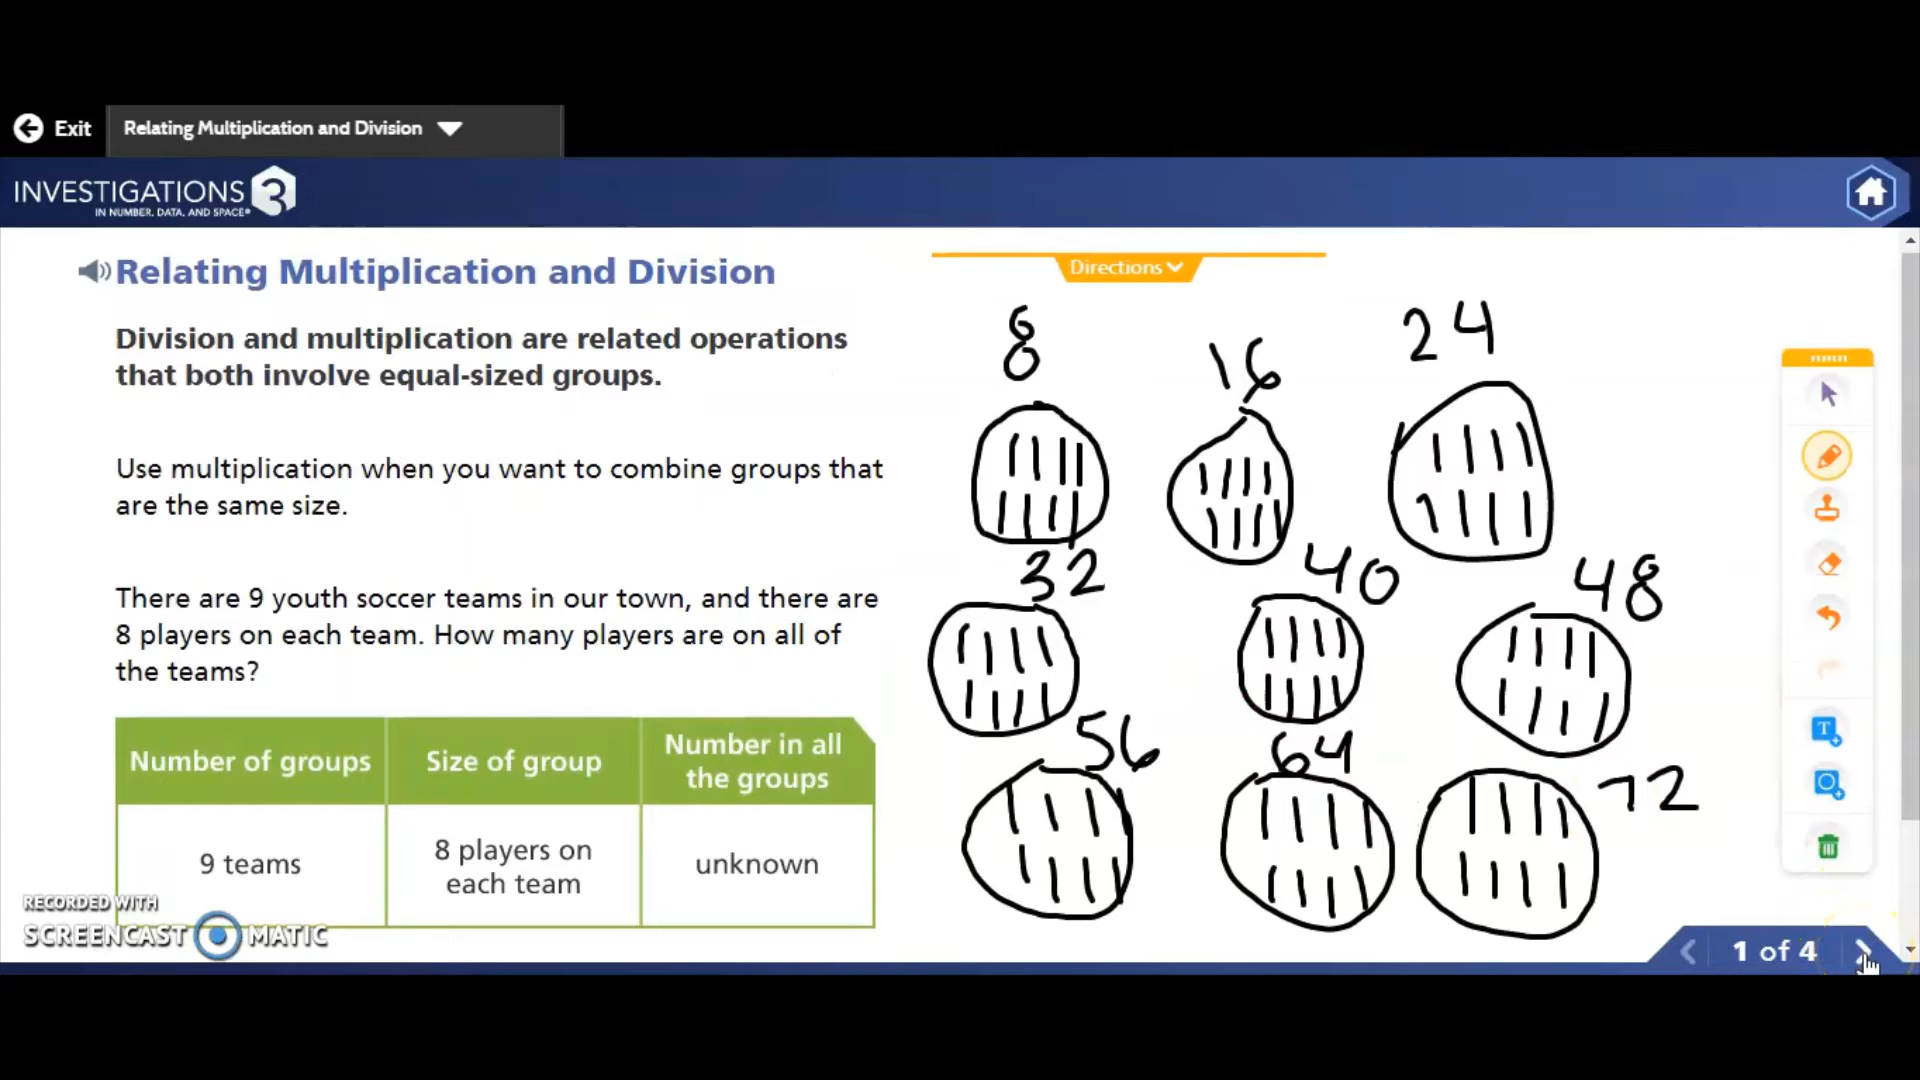 Exit
Relating Multiplication and Division
INVESTIGATIONS 3
IN NUMBER, DATA, AND SPACE®
Relating Multiplication and Division
Division and multiplication are related operations
that both involve equal-sized groups.
Use multiplication when you want to combine groups that
are the same size.
There are 9 youth soccer teams in our town, and there are
8 players on each team. How many players are on all of
the teams?
Number of groups
Size of group
Number in all
the groups
9 teams
8 players on
each team
unknown
RECORDED WITH
SCREENCAST MATIC
Directions
8
16
24
32
40
48
56
64
72
T
1 of 4